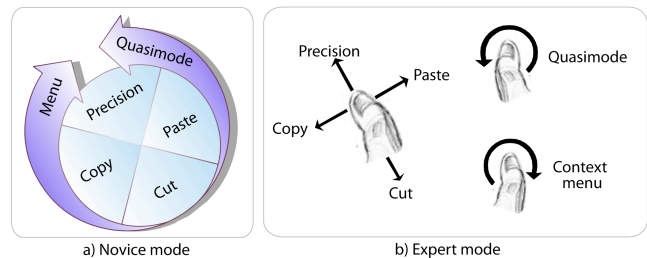 Quasimode
Menu
Precision
Paste
Copy
Cut
a) Novice mode
Precision
Paste
Copy
Cut
Quasimode
Context
menu
b) Expert mode